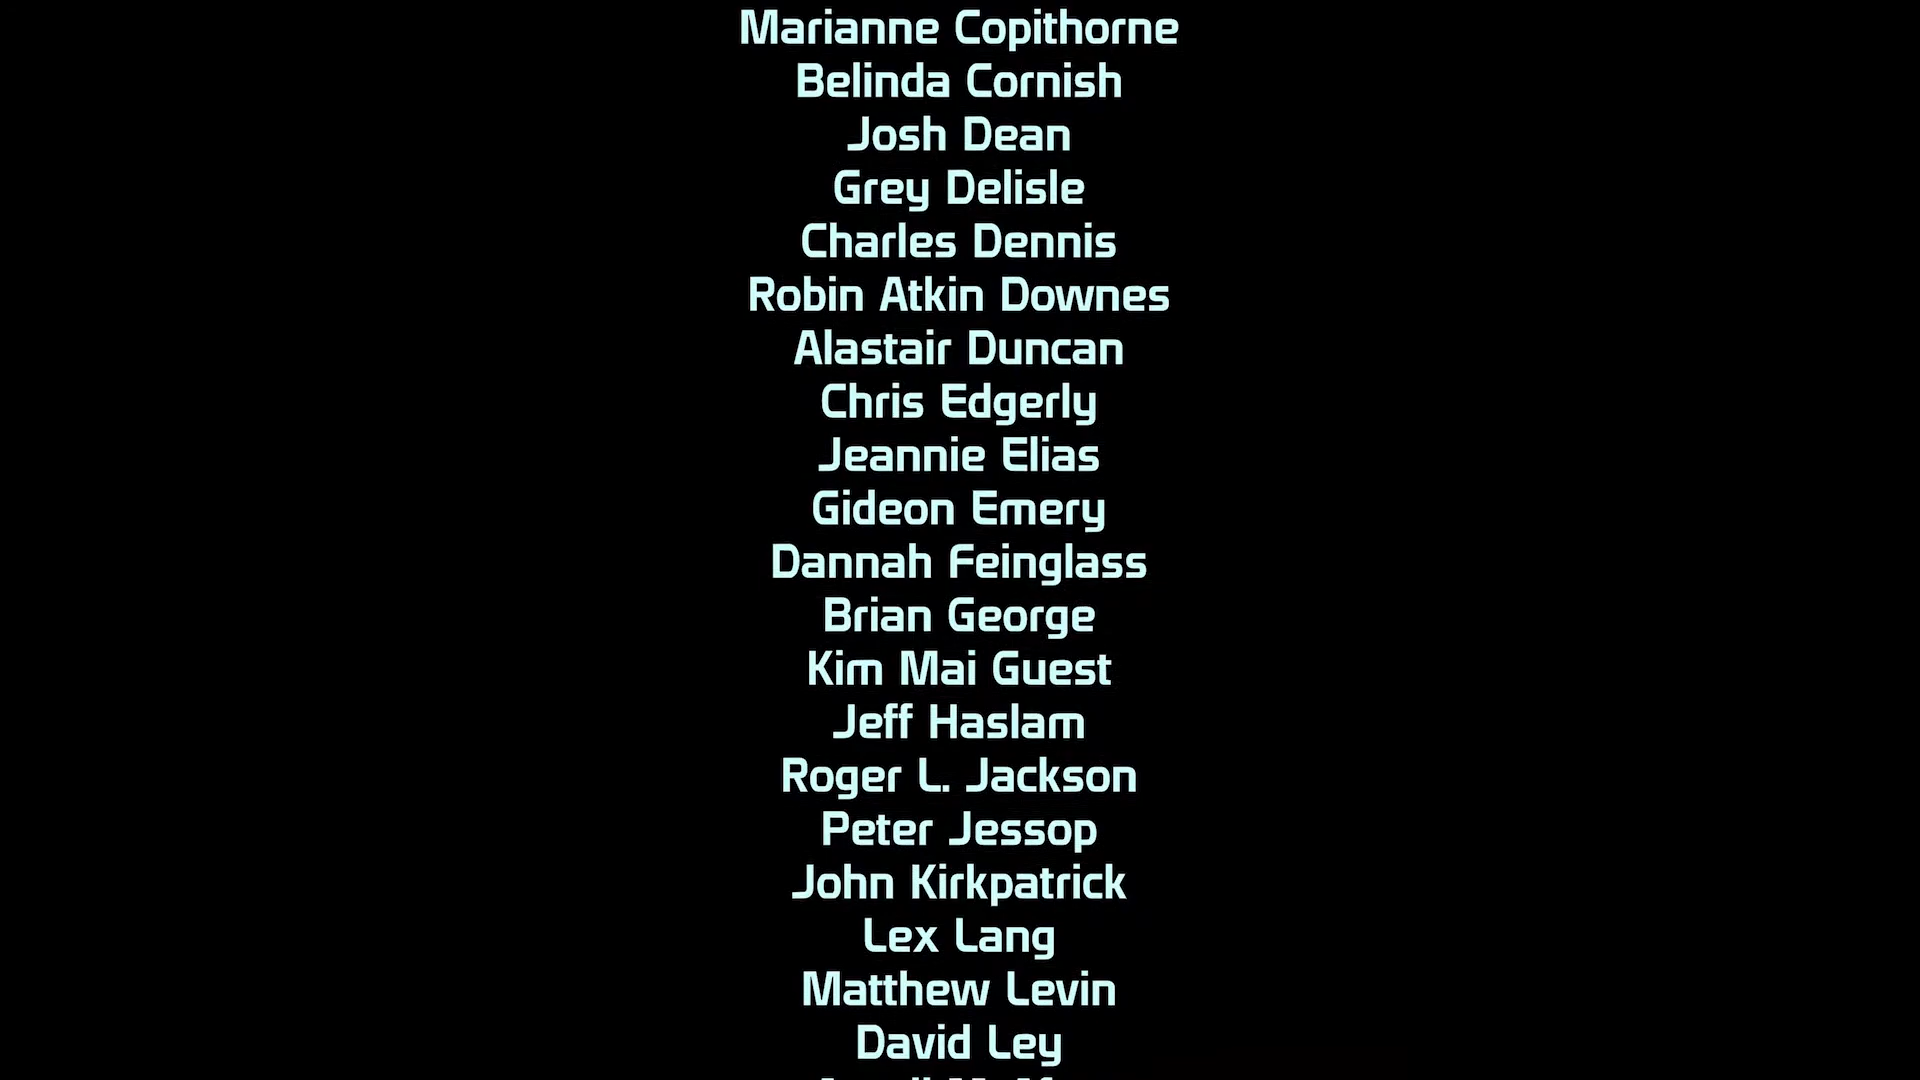 Marianne Copithorne
Belinda Cornish
Josh Dean
Grey Delisle
Charles Dennis
Robin Atkin Downes
Alastair Duncan
Chris Edgerly
Jeannie Elias
Gideon Emery
Dannah Feinglass
Brian George
Kim Mai Guest
Jeff Haslam
Roger L. Jackson
Peter Jessop
John Kirkpatrick
Lex Lang
Matthew Levin
David Ley